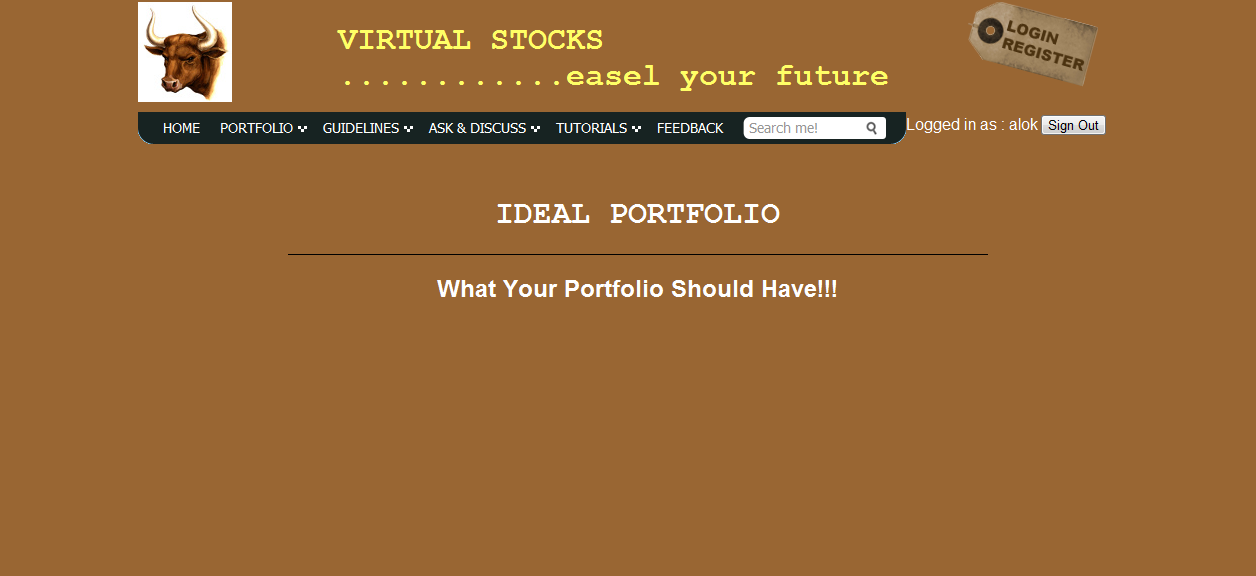 VIRTUAL STOCKS
............easel your future
LOGIN
REGISTER
HOME PORTFOLIO GUIDELINES ASK & DISCUSS TUTORIALS FEEDBACK Search me! Logged in as : alok Sign Out
IDEAL PORTFOLIO
What Your Portfolio Should Have!!!